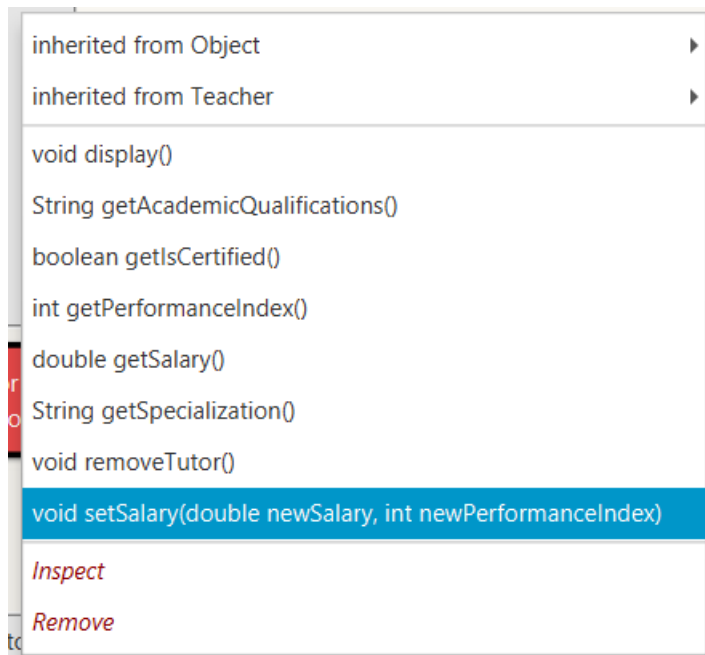 inherited from Object
inherited from Teacher
void display()
String getAcademicQualifications()
boolean getIsCertified()
int getPerformanceIndex()
double getSalary()
String getSpecialization()
void removeTutor()
void setSalary(double newSalary, int newPerformanceIndex)
Inspect
Remove